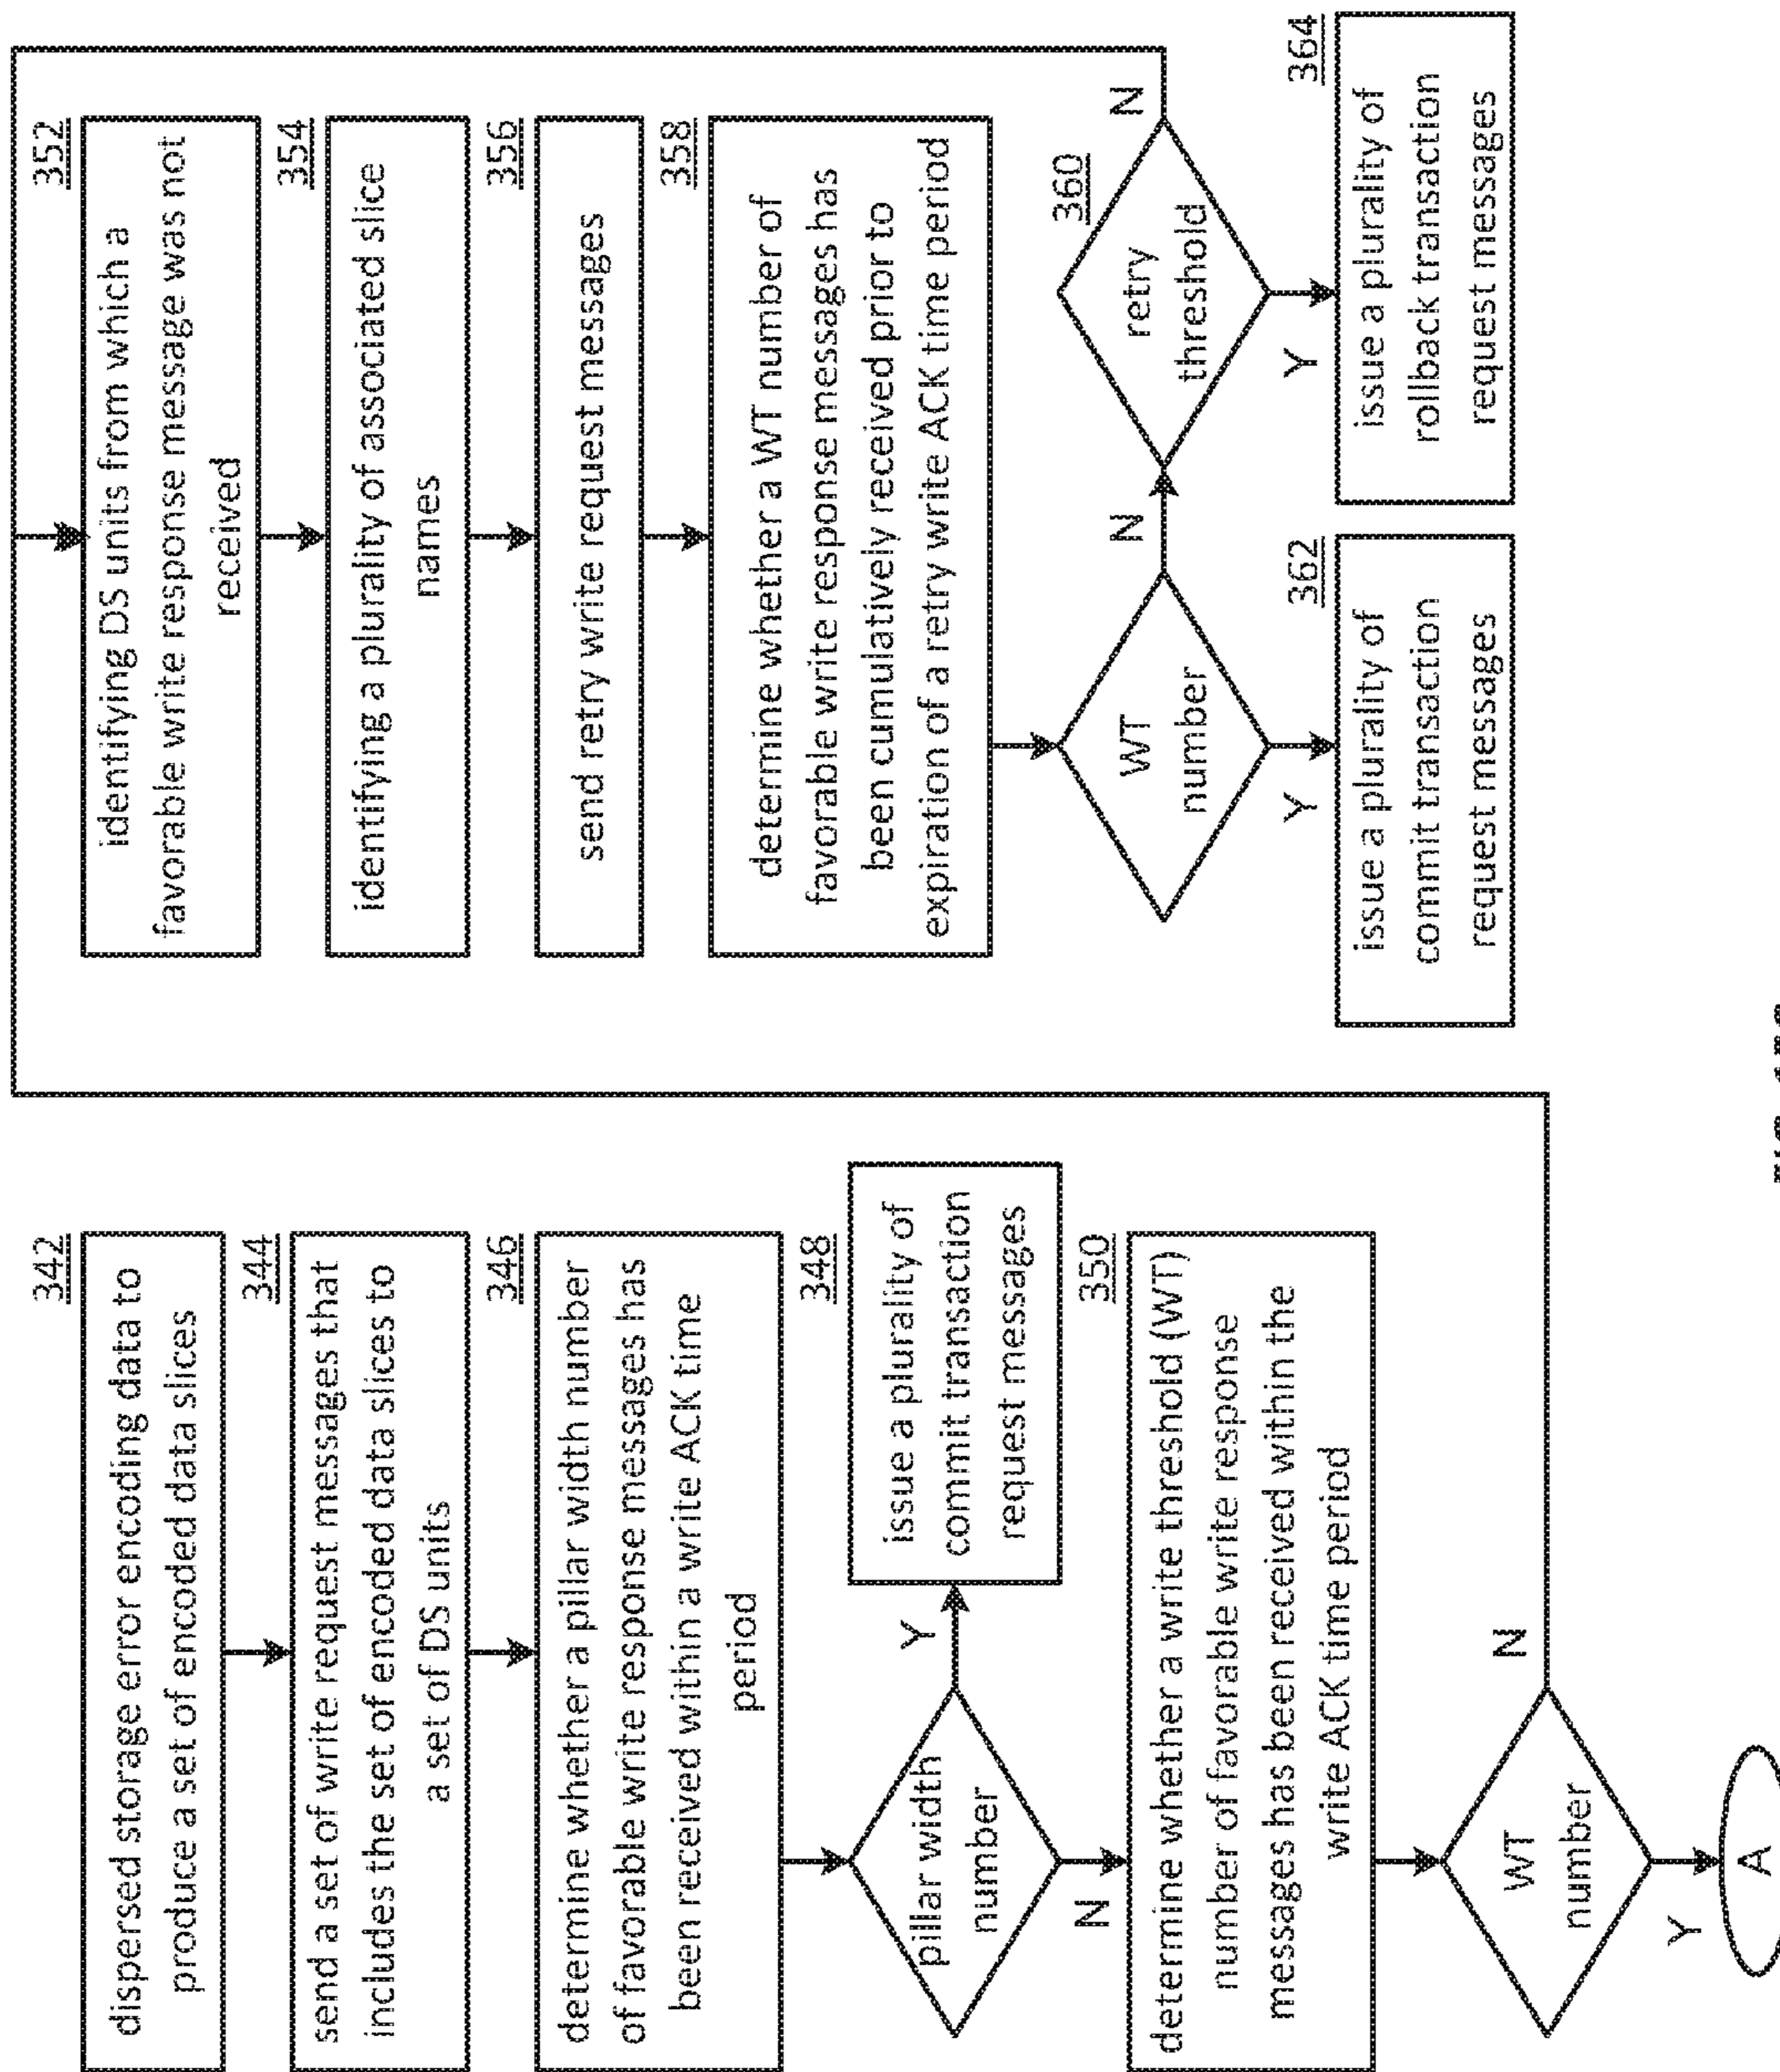 342
dispersed storage error encoding data to
produce a set of encoded data slices
344
send a set of write request messages that
includes the set of encoded data slices to
a set of DS units
346
determine whether a pillar width number
of favorable write response messages has
been received within a write ACK time
period
pillar width
number
Y
348
issue a plurality of
commit transaction
request messages
N
350
determine whether a write threshold (WT)
number of favorable write response
messages has been received within the
write ACK time period
WT
number
N
Y
A
352
identifying DS units from which a
favorable write response message was not
received
354
identifying a plurality of associated slice
names
356
send retry write request messages
358
determine whether a WT number of
favorable write response messages has
been cumulatively received prior to
expiration of a retry write ACK time period
WT
number
N
360
retry
threshold
N
Y
362
issue a plurality of
commit transaction
request messages
Y
364
issue a plurality of
rollback transaction
request messages